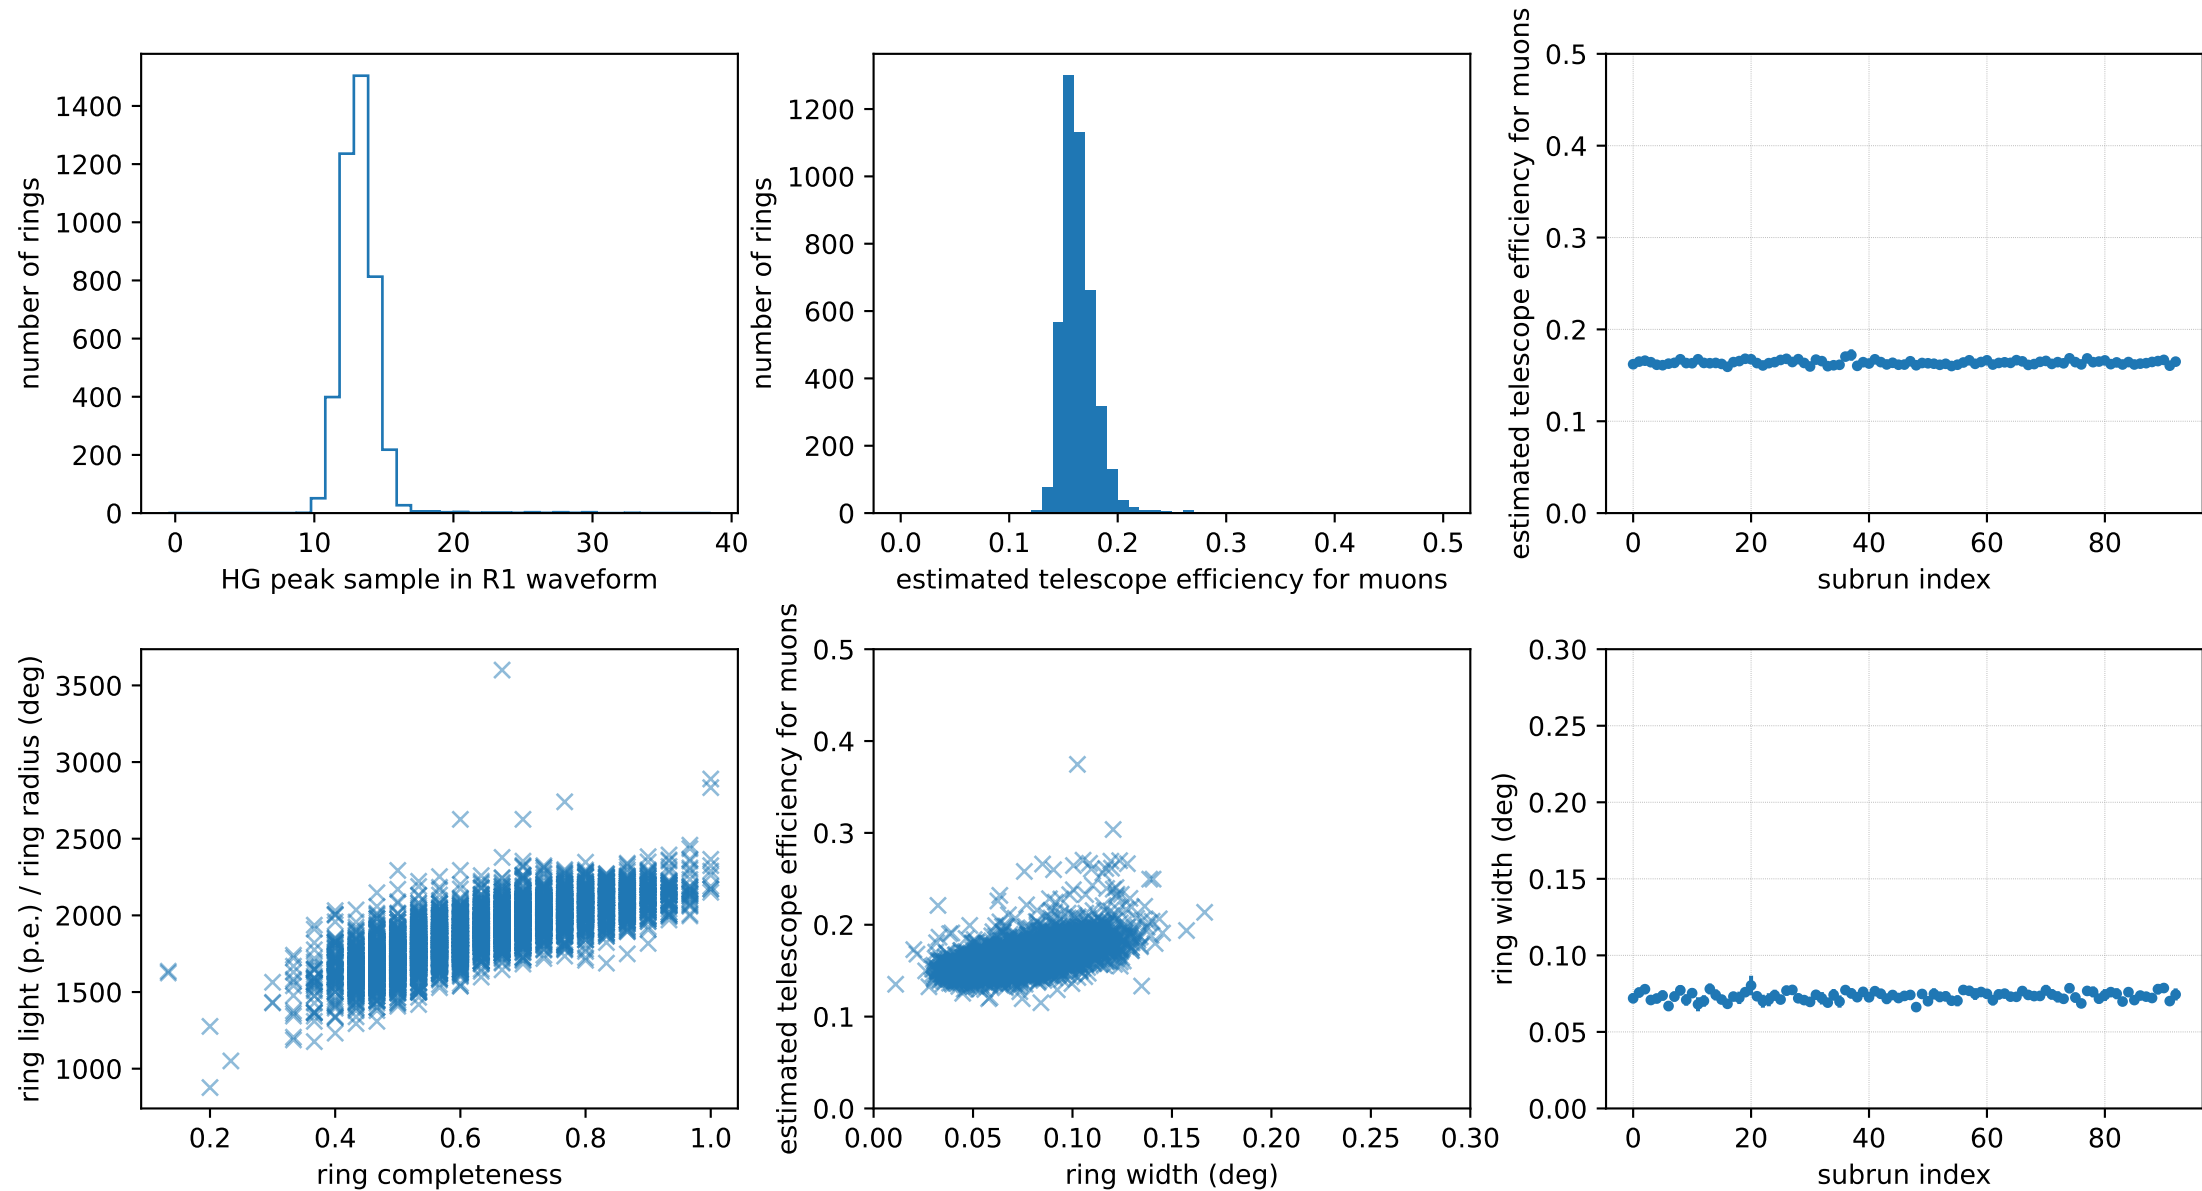 number of rings
1400
1200
1000
800
600
400
200
0
0 10 20 30 40
HG peak sample in R1 waveform
number of rings
1200
1000
800
600
400
200
0
0.0 0.1 0.2 0.3 0.4 0.5
estimated telescope efficiency for muons
estimated telescope efficiency for muons
0.5
0.4
0.3
0.2
0.1
0.0
0 20 40 60 80
subrun index
ring light (p.e.) / ring radius (deg)
3500
3000
2500
2000
1500
1000
0.2 0.4 0.6 0.8 1.0
ring completeness
estimated telescope efficiency for muons
0.5
0.4
0.3
0.2
0.1
0.0
0.00 0.05 0.10 0.15 0.20 0.25 0.30
ring width (deg)
ring width (deg)
0.30
0.25
0.20
0.15
0.10
0.05
0.00
0 20 40 60 80
subrun index